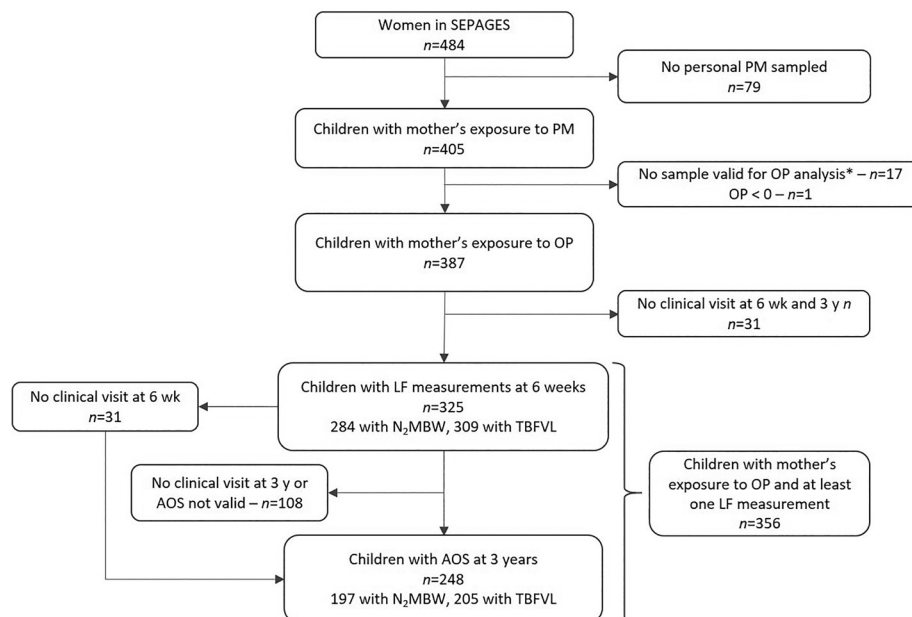 Women in SEPAGES
n=484
No personal PM sampled
n=79
Children with mother's exposure to PM
n=405
No sample valid for OP analysis* – n=17
OP < 0 – n=1
Children with mother's exposure to OP
n=387
No clinical visit at 6 wk and 3 y n
n=31
Children with LF measurements at 6 weeks
n=325
284 with N₂MBW, 309 with TBFVL
No clinical visit at 6 wk
n=31
Children with mother's
exposure to OP and at least
one LF measurement
n=356
No clinical visit at 3 y or
AOS not valid – n=108
Children with AOS at 3 years
n=248
197 with N₂MBW, 205 with TBFVL